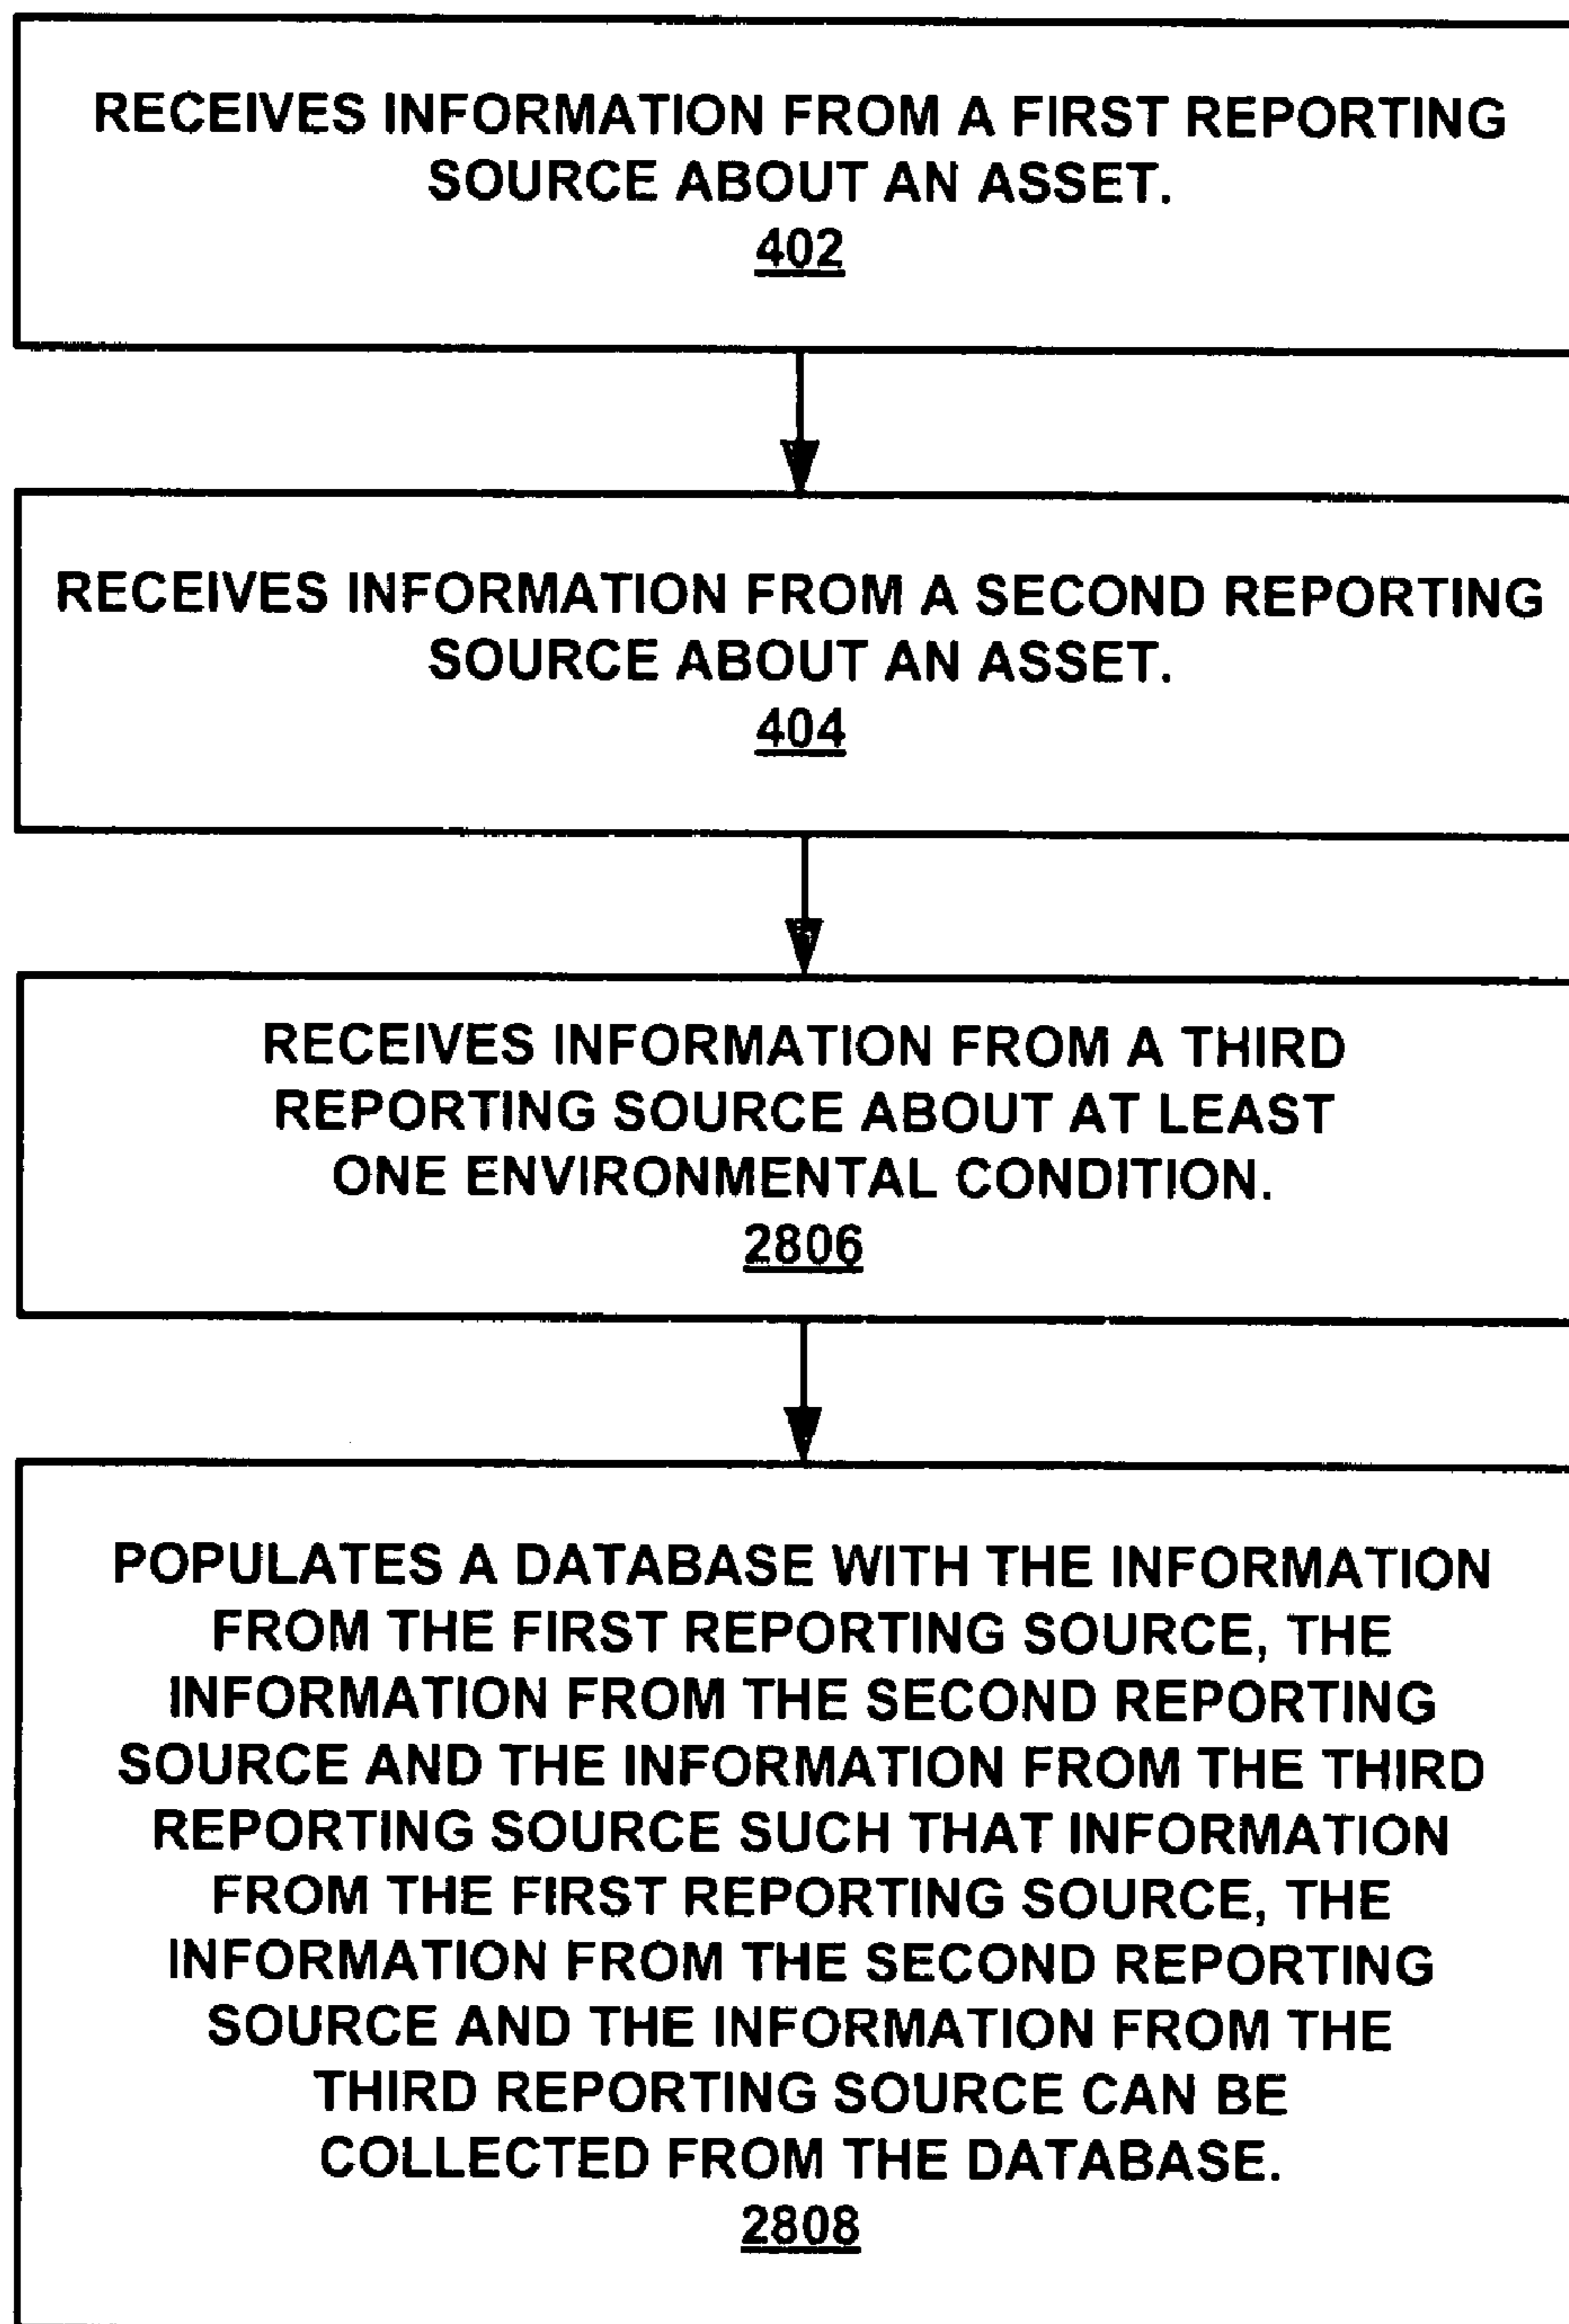 RECEIVES INFORMATION FROM A FIRST REPORTING
SOURCE ABOUT AN ASSET.
402
RECEIVES INFORMATION FROM A SECOND REPORTING
SOURCE ABOUT AN ASSET.
404
RECEIVES INFORMATION FROM A THIRD
REPORTING SOURCE ABOUT AT LEAST
ONE ENVIRONMENTAL CONDITION.
2806
POPULATES A DATABASE WITH THE INFORMATION
FROM THE FIRST REPORTING SOURCE, THE
INFORMATION FROM THE SECOND REPORTING
SOURCE AND THE INFORMATION FROM THE THIRD
REPORTING SOURCE SUCH THAT INFORMATION
FROM THE FIRST REPORTING SOURCE, THE
INFORMATION FROM THE SECOND REPORTING
SOURCE AND THE INFORMATION FROM THE
THIRD REPORTING SOURCE CAN BE
COLLECTED FROM THE DATABASE.
2808